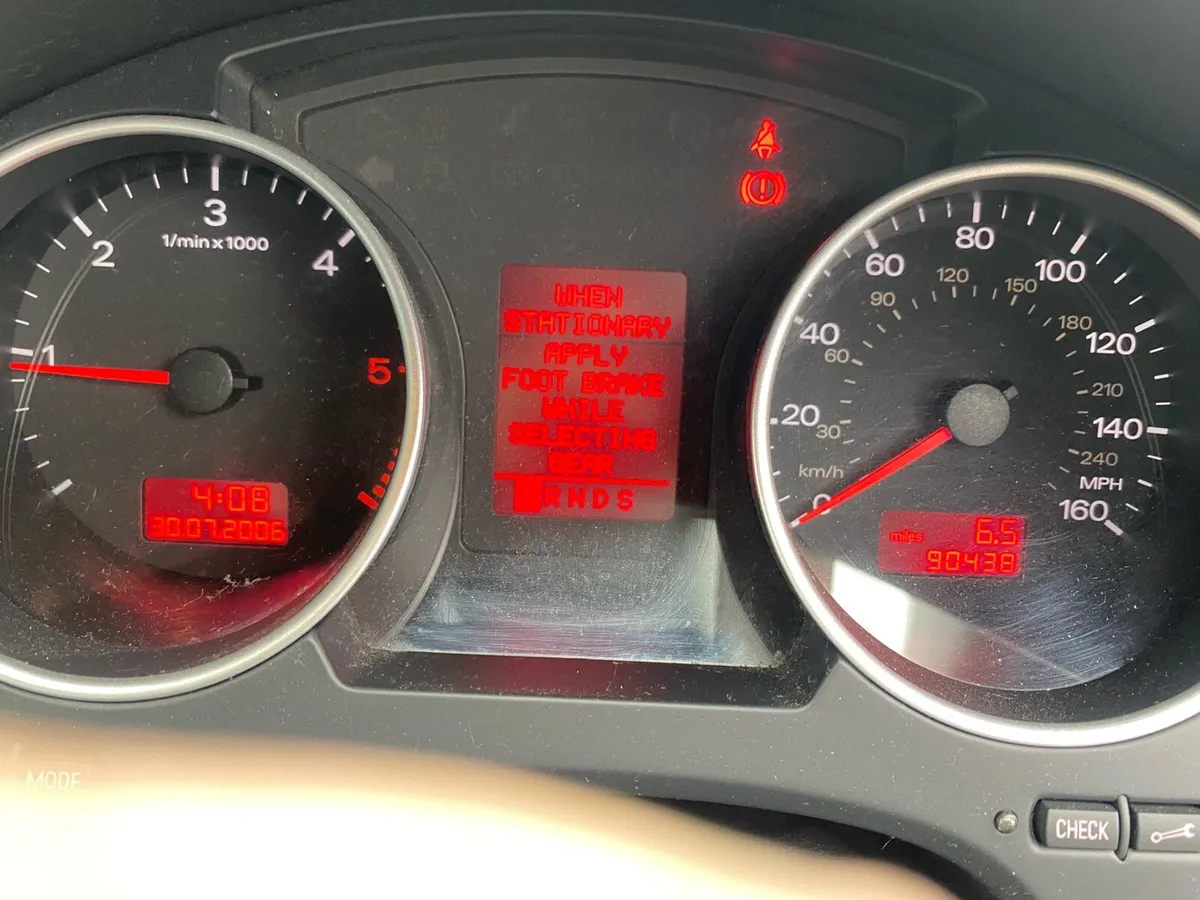 1
2
3
4
5
1/min x 1000
4:08
30.07.2006
WHEN
STATIONARY
APPLY
FOOT BRAKE
WHILE
SELECTING
GEAR
RNDS
0
20
40
60
80
100
120
140
160
30
60
90
120
150
180
210
240
km/h
MPH
miles 6.5
90438
MODE
CHECK